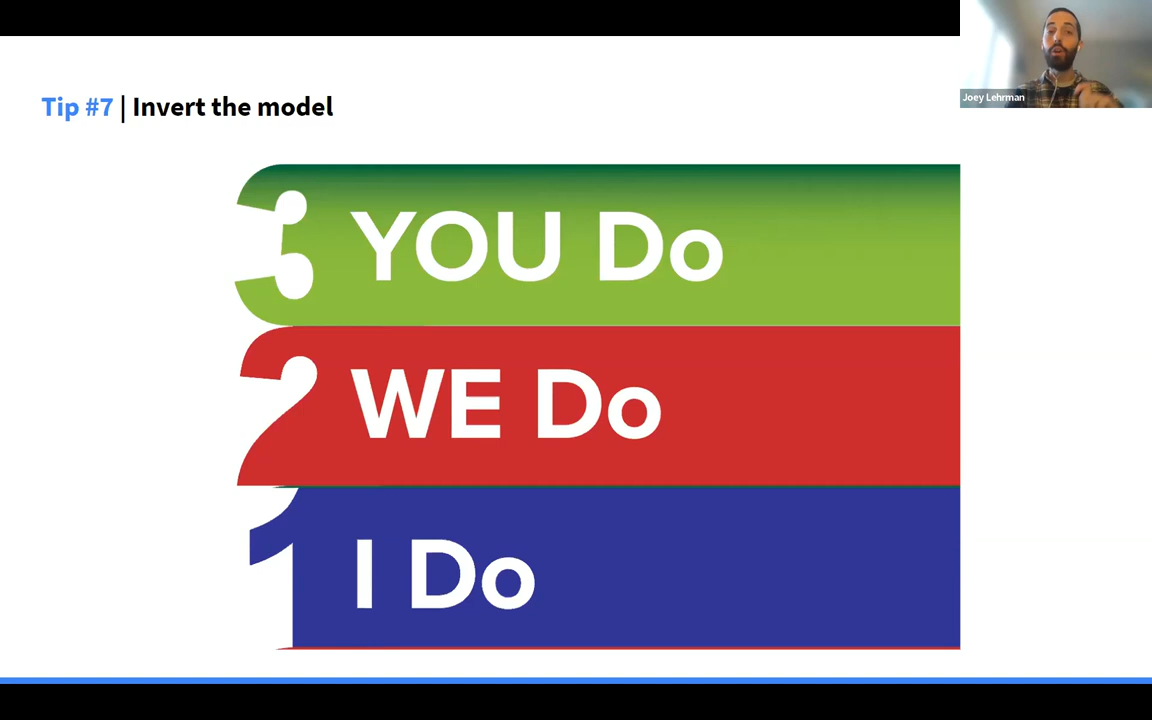 Joey Lehrman
Tip #7 | Invert the model
3 YOU Do
2 WE Do
1 I Do